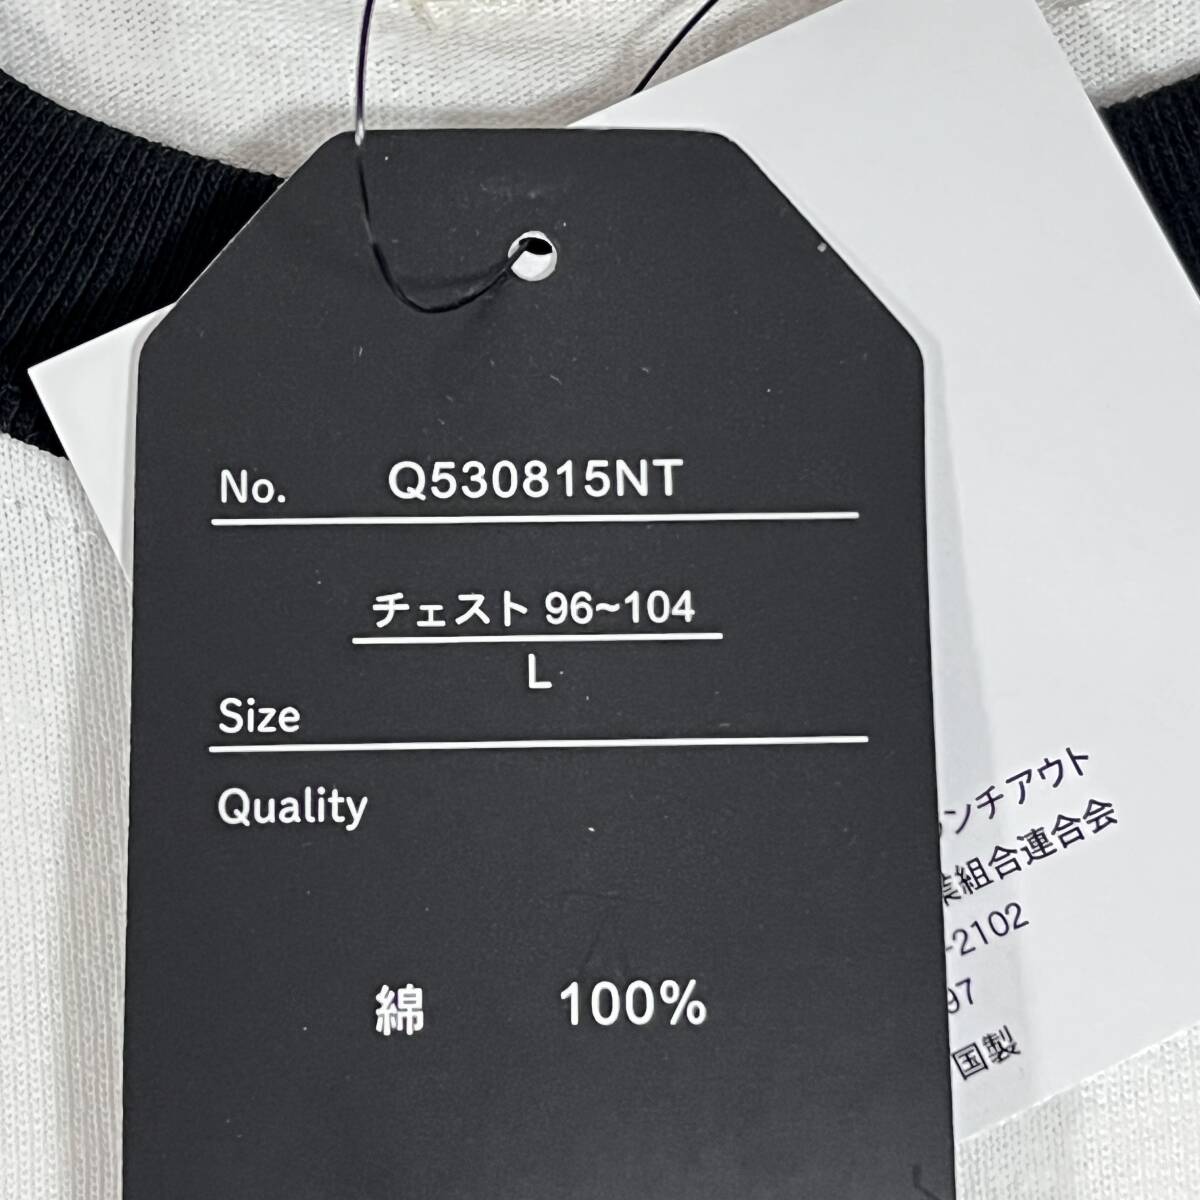 No. Q530815NT
チェスト 96~104
L
Size
Quality
綿 100%
ンチアウト
業組合連合会
-2102
97
国製